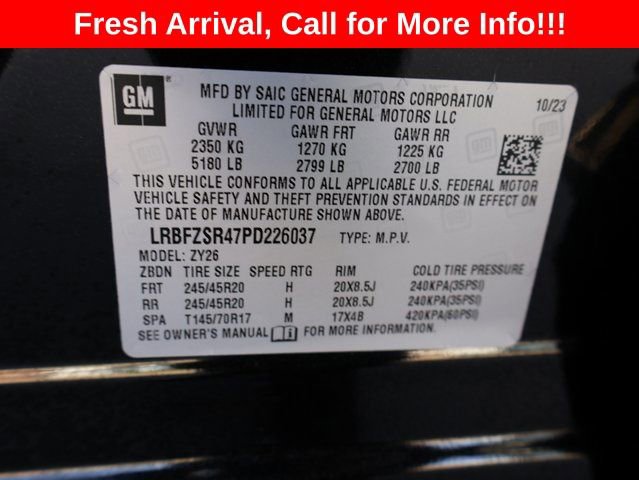 Fresh Arrival, Call for More Info!!!
GM
MFD BY SAIC GENERAL MOTORS CORPORATION 10/23
LIMITED FOR GENERAL MOTORS LLC
GVWR GAWR FRT GAWR RR
2350 KG 1270 KG 1225 KG
5180 LB 2799 LB 2700 LB
THIS VEHICLE CONFORMS TO ALL APPLICABLE U.S. FEDERAL MOTOR
VEHICLE SAFETY AND THEFT PREVENTION STANDARDS IN EFFECT ON
THE DATE OF MANUFACTURE SHOWN ABOVE.
LRBFZSR47PD226037 TYPE: M.P.V.
MODEL: ZY26
ZBDN TIRE SIZE SPEED RTG RIM COLD TIRE PRESSURE
FRT 245/45R20 H 20X8.5J 240KPA(35PSI)
RR 245/45R20 H 20X8.5J 240KPA(35PSI)
SPA T145/70R17 M 17X4B 420KPA(60PSI)
SEE OWNER'S MANUAL FOR MORE INFORMATION.